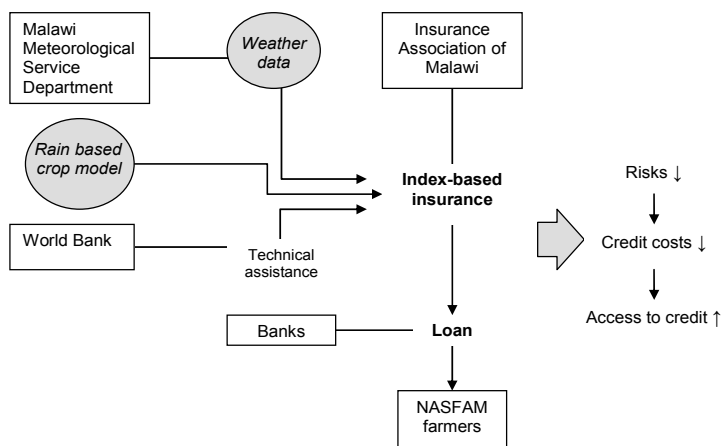 Malawi
Meteorological
Service
Department
Weather
data
Insurance
Association of
Malawi
Rain based
crop model
Index-based
insurance
Risks ↓
World Bank
Technical
assistance
Credit costs ↓
Banks
Loan
Access to credit ↑
NASFAM
farmers